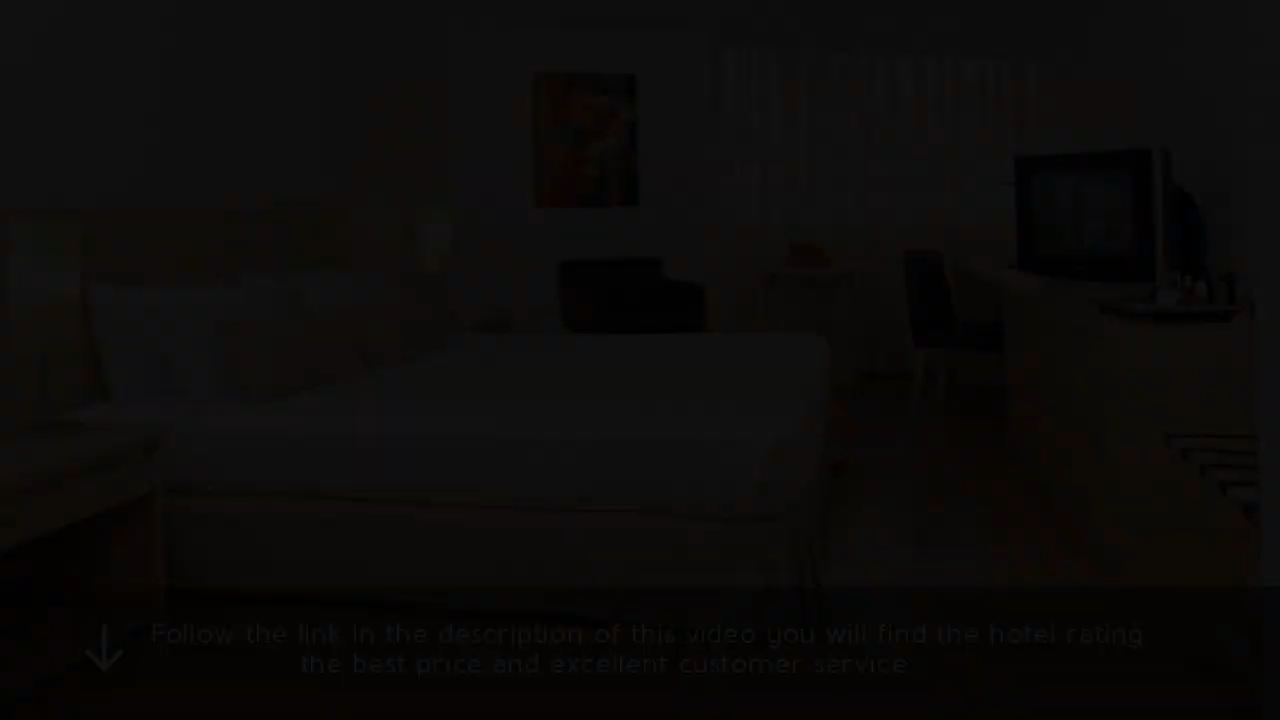 Follow the link in the description of this video you will find the hotel rating
the best price and excellent customer service